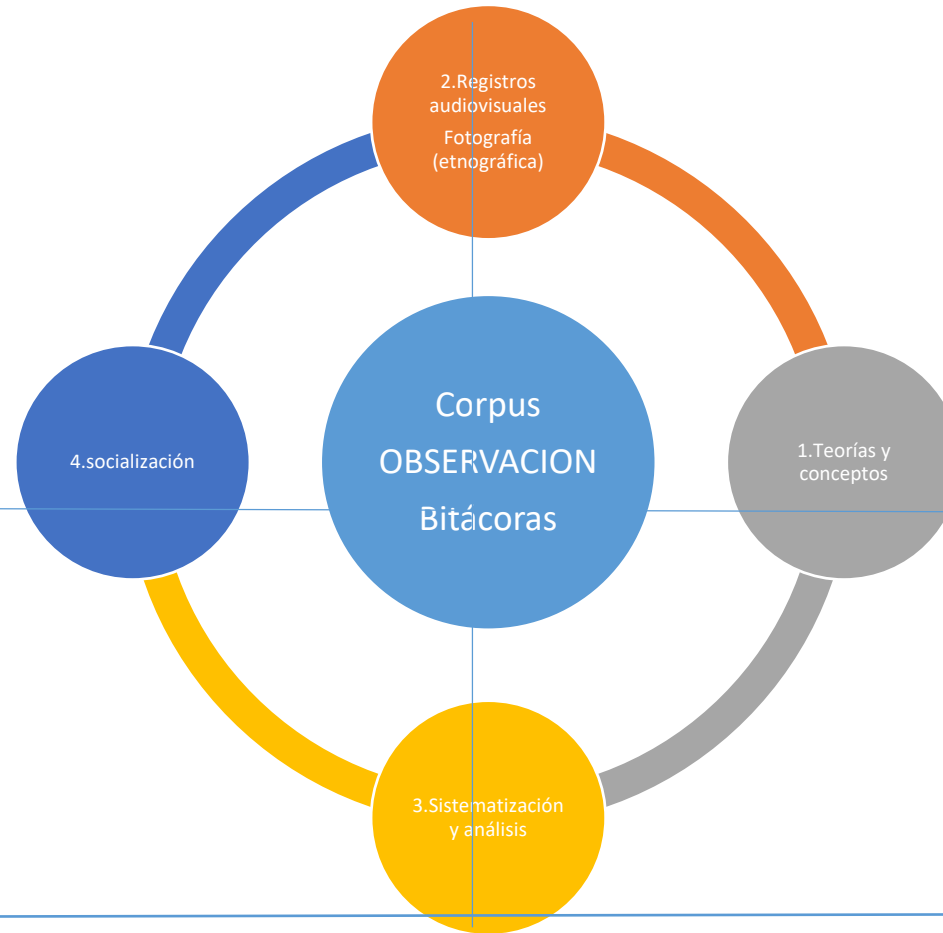 2.Registros
audiovisuales
Fotografía
(etnográfica)
4.socialización
Corpus
OBSERVACION
Bitácoras
1.Teorías y
conceptos
3.Sistematización
y análisis